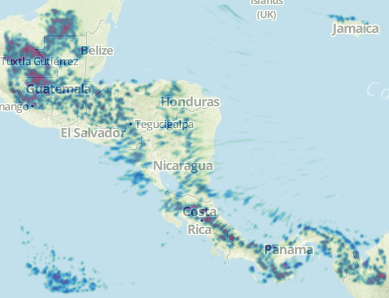 Islands
(UK)
Jamaica
Belize
Tuxtla Gutiérrez
Guatemala
Honduras
nango
Tegucigalpa
El Salvador
Nicaragua
Costa
Rica
Panama